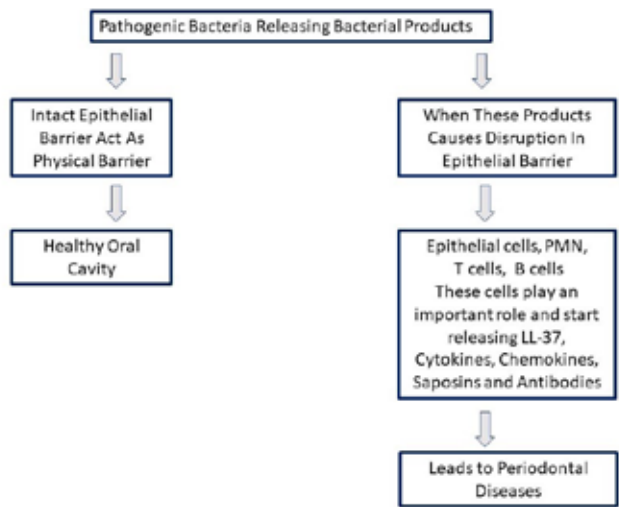 Pathogenic Bacteria Releasing Bacterial Products
Intact Epithelial
Barrier Act As
Physical Barrier
Healthy Oral
Cavity
When These Products
Causes Disruption In
Epithelial Barrier
Epithelial cells, PMN,
T cells, B cells
These cells play an
important role and start
releasing LL-37,
Cytokines, Chemokines,
Saposins and Antibodies
Leads to Periodontal
Diseases